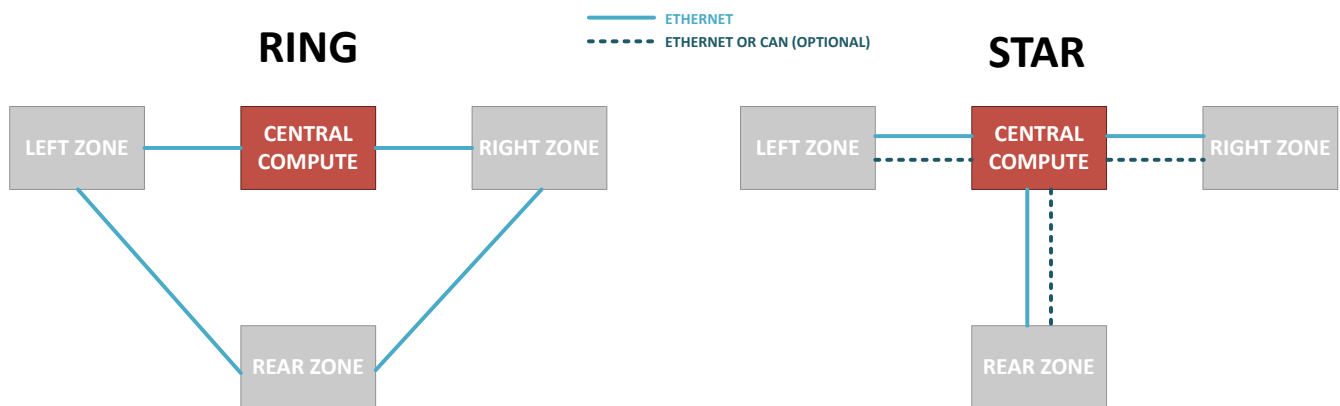 RING
ETHERNET
ETHERNET OR CAN (OPTIONAL)
STAR
LEFT ZONE
CENTRAL
COMPUTE
RIGHT ZONE
REAR ZONE
LEFT ZONE
CENTRAL
COMPUTE
RIGHT ZONE
REAR ZONE